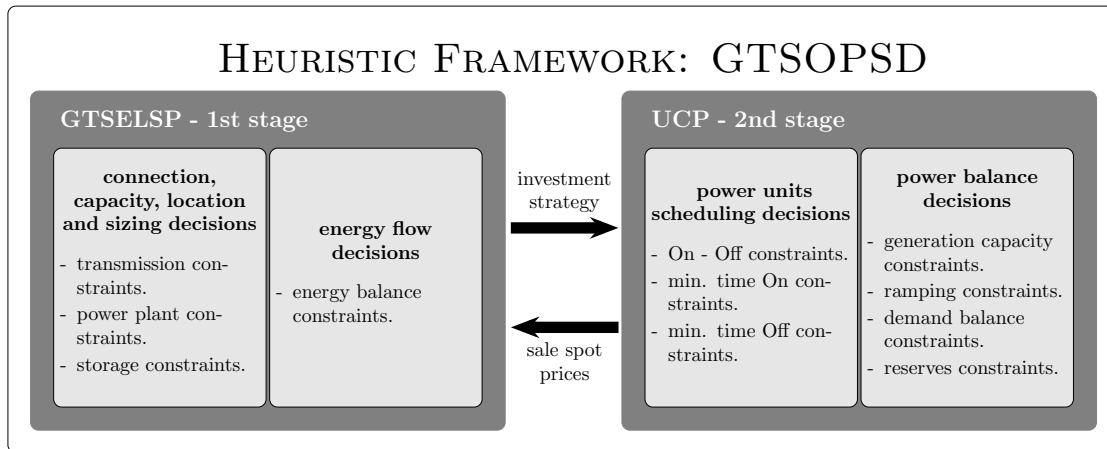 HEURISTIC FRAMEWORK: GTSOPSD
GTSELSP - 1st stage
connection,
capacity, location
and sizing decisions
- transmission con-
straints.
- power plant con-
straints.
- storage constraints.
energy flow
decisions
- energy balance
constraints.
investment
strategy
sale spot
prices
UCP - 2nd stage
power units
scheduling decisions
- On - Off constraints.
- min. time On con-
straints.
- min. time Off con-
straints.
power balance
decisions
- generation capacity
constraints.
- ramping constraints.
- demand balance
constraints.
- reserves constraints.